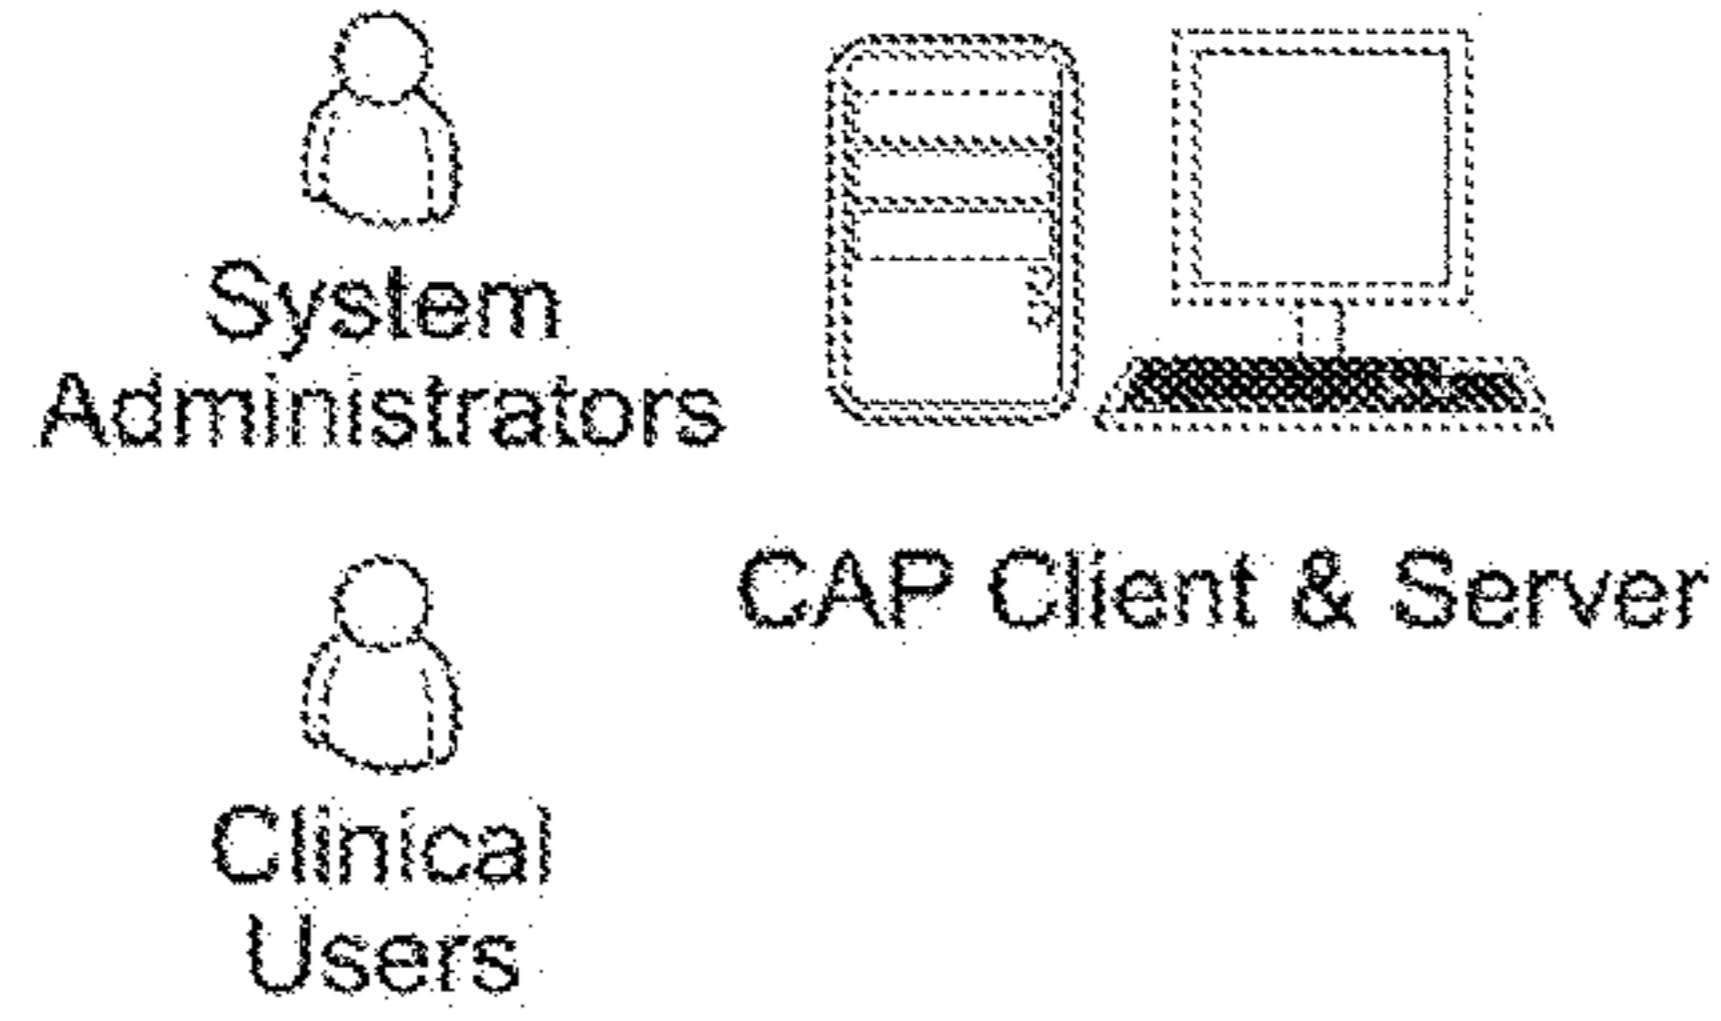 System
Administrators
CAP Client & Server
Clinical
Users